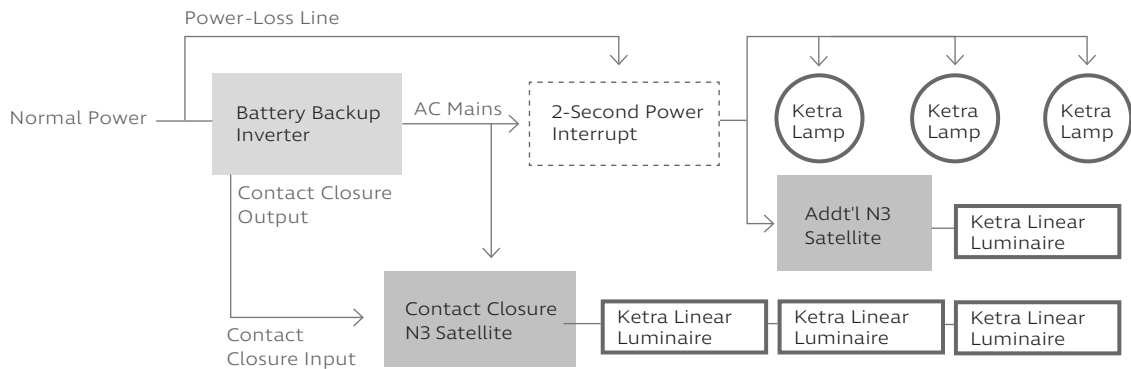 Power-Loss Line
Normal Power
Battery Backup
Inverter
AC Mains
2-Second Power
Interrupt
Ketra
Lamp
Ketra
Lamp
Ketra
Lamp
Contact Closure
Output
Addt'l N3
Satellite
Ketra Linear
Luminaire
Contact Closure
N3 Satellite
Ketra Linear
Luminaire
Ketra Linear
Luminaire
Ketra Linear
Luminaire
Contact
Closure Input